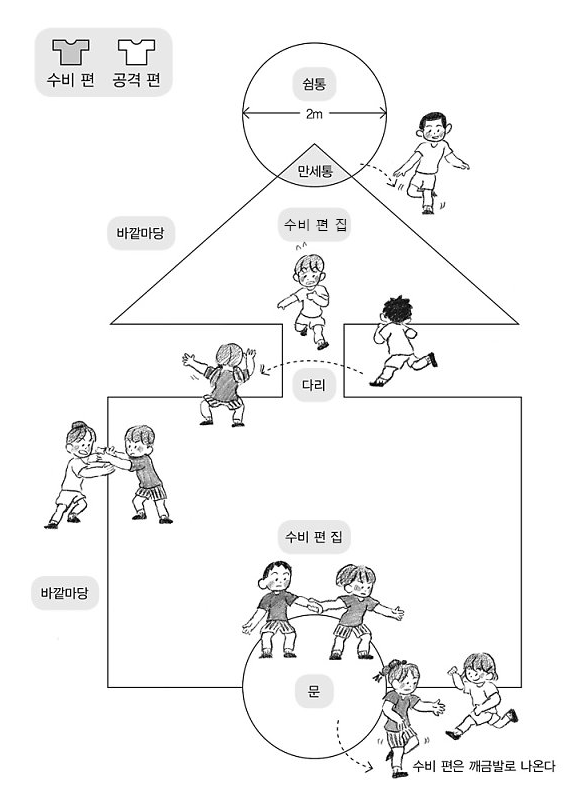 수비 편
공격 편
쉼통
2m
만세통
바깥마당
수비 편 집
다리
수비 편 집
바깥마당
문
수비 편은 깨금발로 나온다